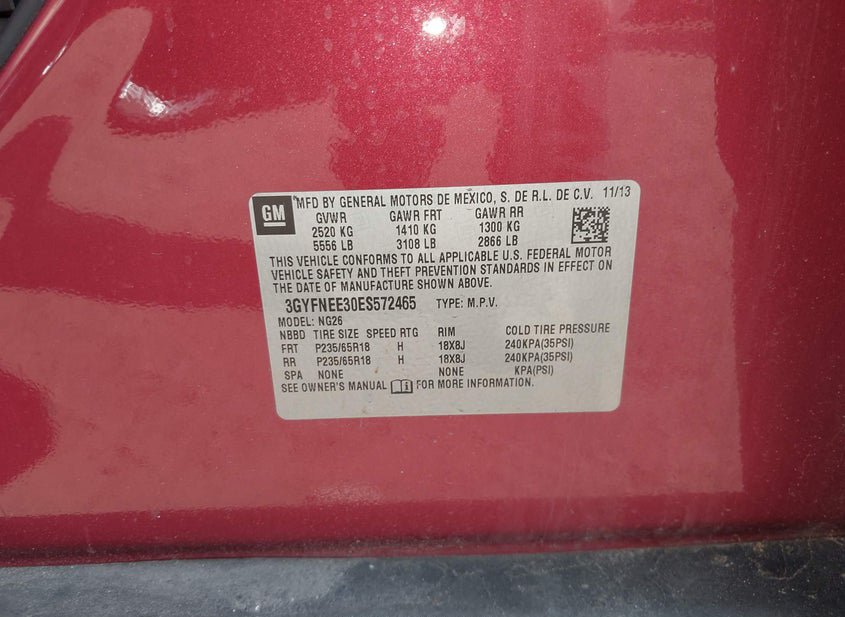 GM
MFD BY GENERAL MOTORS DE MEXICO, S. DE R.L. DE C.V. 11/13
GVWR GAWR FRT GAWR RR
2520 KG 1410 KG 1300 KG
5556 LB 3108 LB 2866 LB
THIS VEHICLE CONFORMS TO ALL APPLICABLE U.S. FEDERAL MOTOR
VEHICLE SAFETY AND THEFT PREVENTION STANDARDS IN EFFECT ON
THE DATE OF MANUFACTURE SHOWN ABOVE.
3GYFNEE30ES572465 TYPE: M.P.V.
MODEL: NG26
NBBD TIRE SIZE SPEED RTG RIM COLD TIRE PRESSURE
FRT P235/65R18 H 18X8J 240KPA(35PSI)
RR P235/65R18 H 18X8J 240KPA(35PSI)
SPA NONE NONE KPA(PSI)
SEE OWNER'S MANUAL FOR MORE INFORMATION.